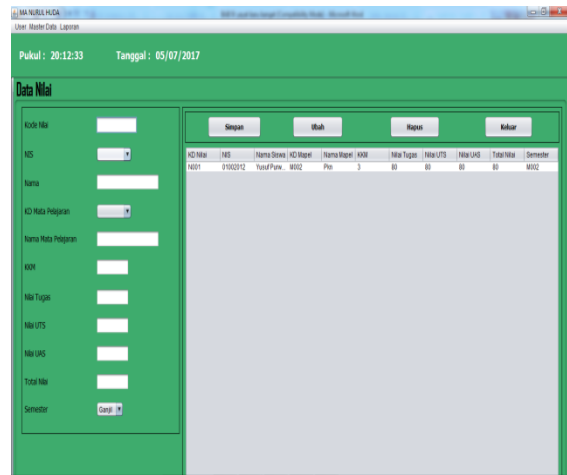 MA NURUL HUDA
User Master Data Laporan
Pukul : 20:12:33 Tanggal : 05/07/2017
Data Nilai
Kode Nilai
NIS
Nama
KD Mata Pelajaran
Nama Mata Pelajaran
KKM
Nilai Tugas
Nilai UTS
Nilai UAS
Total Nilai
Semester Ganjil
Simpan Ubah Hapus Keluar
KD Nilai NIS Nama Siswa KD Mapel Nama Mapel KKM Nilai Tugas Nilai UTS Nilai UAS Total Nilai Semester
N001 01002012 Yusuf Purw... M002 Pkn 3 80 80 80 80 M002